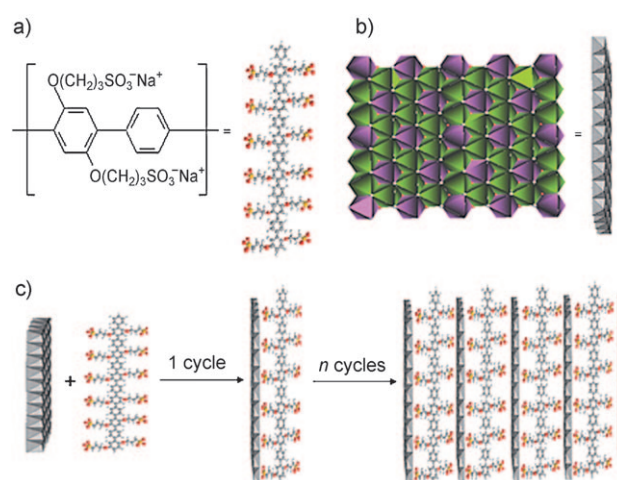 a)
O(CH₂)₃SO₃⁻Na⁺
O(CH₂)₃SO₃⁻Na⁺
=
b)
=
c)
+
1 cycle
n cycles